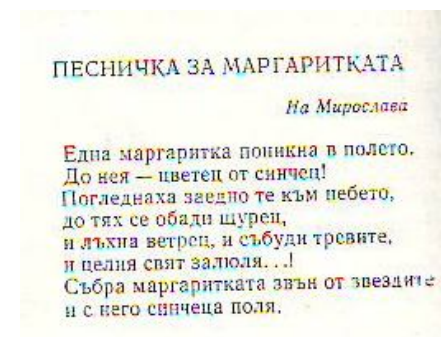 ПЕСНИЧКА ЗА МАРГАРИТКАТА
На Мирослава
Една маргаритка поникна в полето.
До нея — цветец от синчец!
Погледнаха заедно те към небето,
до тях се обади щурец,
и лъхна ветрец, и събуди тревите,
и целия свят залюля. . .!
Събра маргаритката звън от звездите
и с него синчеца поля.